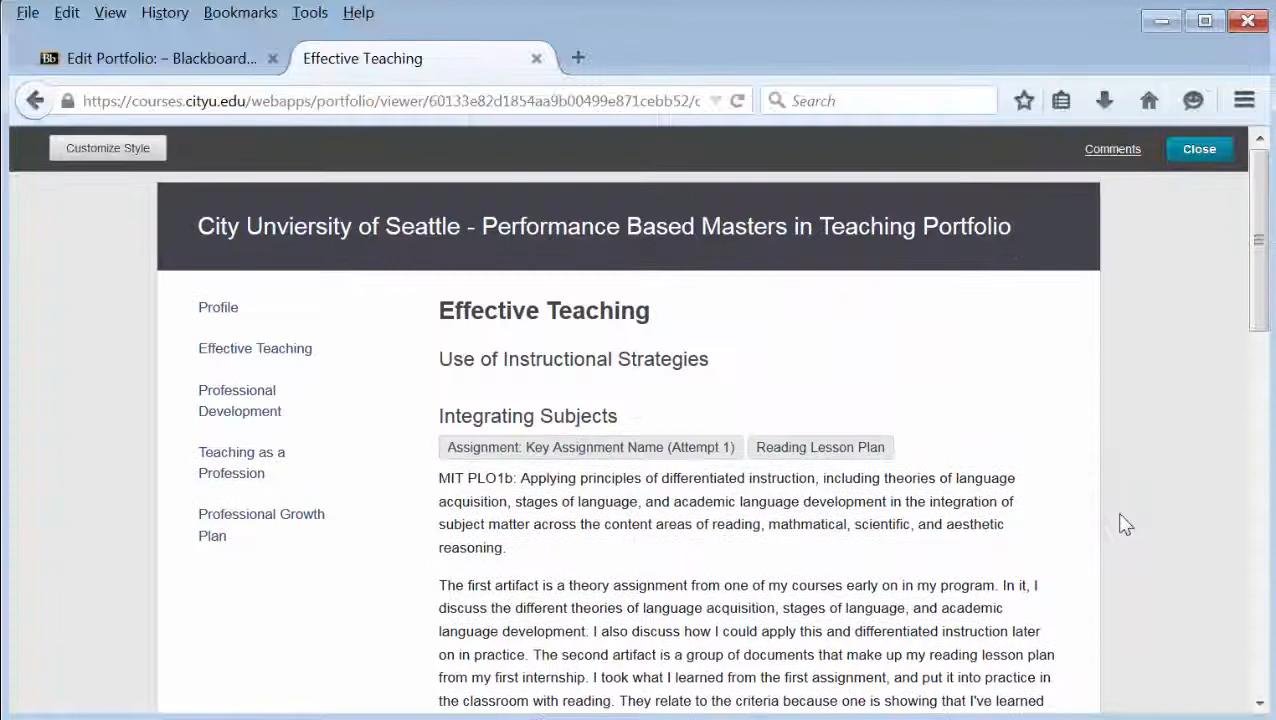 File Edit View History Bookmarks Tools Help
Bb Edit Portfolio: – Blackboard... Effective Teaching
https://courses.cityu.edu/webapps/portfolio/viewer/60133e82d1854aa9b00499e871cebb52/c Search
Customize Style Comments Close
City Unviersity of Seattle - Performance Based Masters in Teaching Portfolio
Profile
Effective Teaching
Professional
Development
Teaching as a
Profession
Professional Growth
Plan
Effective Teaching
Use of Instructional Strategies
Integrating Subjects
Assignment: Key Assignment Name (Attempt 1) Reading Lesson Plan
MIT PLO1b: Applying principles of differentiated instruction, including theories of language
acquisition, stages of language, and academic language development in the integration of
subject matter across the content areas of reading, mathmatical, scientific, and aesthetic
reasoning.
The first artifact is a theory assignment from one of my courses early on in my program. In it, I
discuss the different theories of language acquisition, stages of language, and academic
language development. I also discuss how I could apply this and differentiated instruction later
on in practice. The second artifact is a group of documents that make up my reading lesson plan
from my first internship. I took what I learned from the first assignment, and put it into practice in
the classroom with reading. They relate to the criteria because one is showing that I've learned